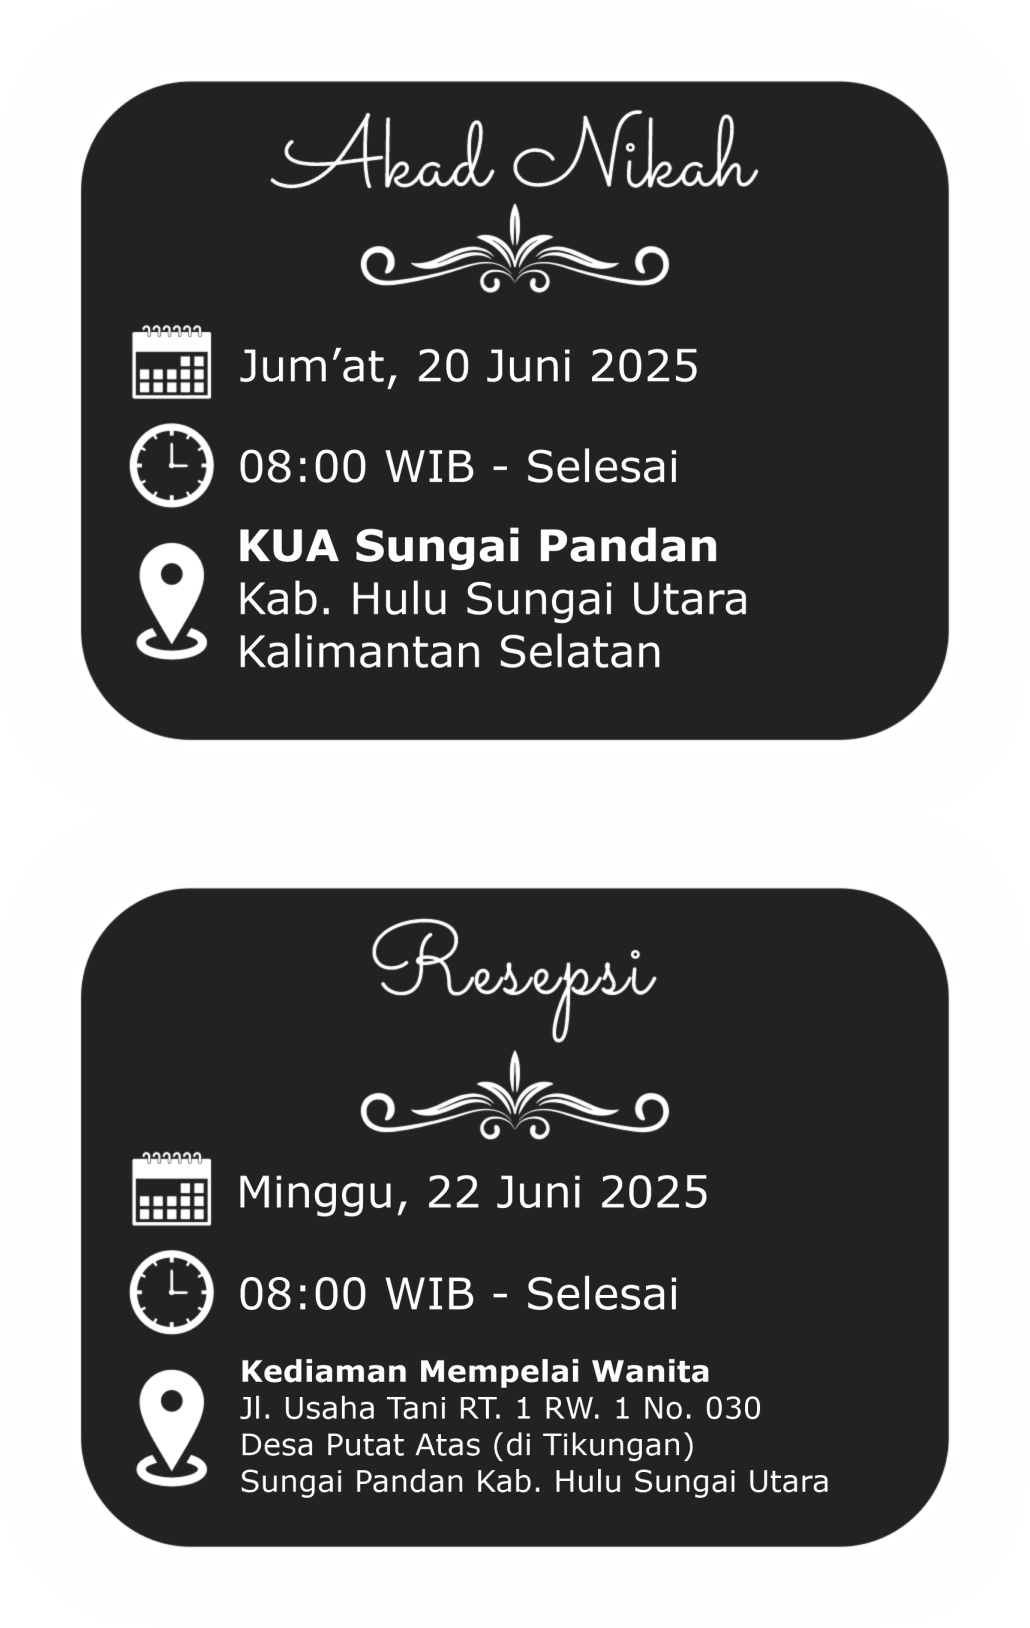 Akad Nikah
Jum’at, 20 Juni 2025
08:00 WIB - Selesai
KUA Sungai Pandan
Kab. Hulu Sungai Utara
Kalimantan Selatan
Resepsi
Minggu, 22 Juni 2025
08:00 WIB - Selesai
Kediaman Mempelai Wanita
Jl. Usaha Tani RT. 1 RW. 1 No. 030
Desa Putat Atas (di Tikungan)
Sungai Pandan Kab. Hulu Sungai Utara